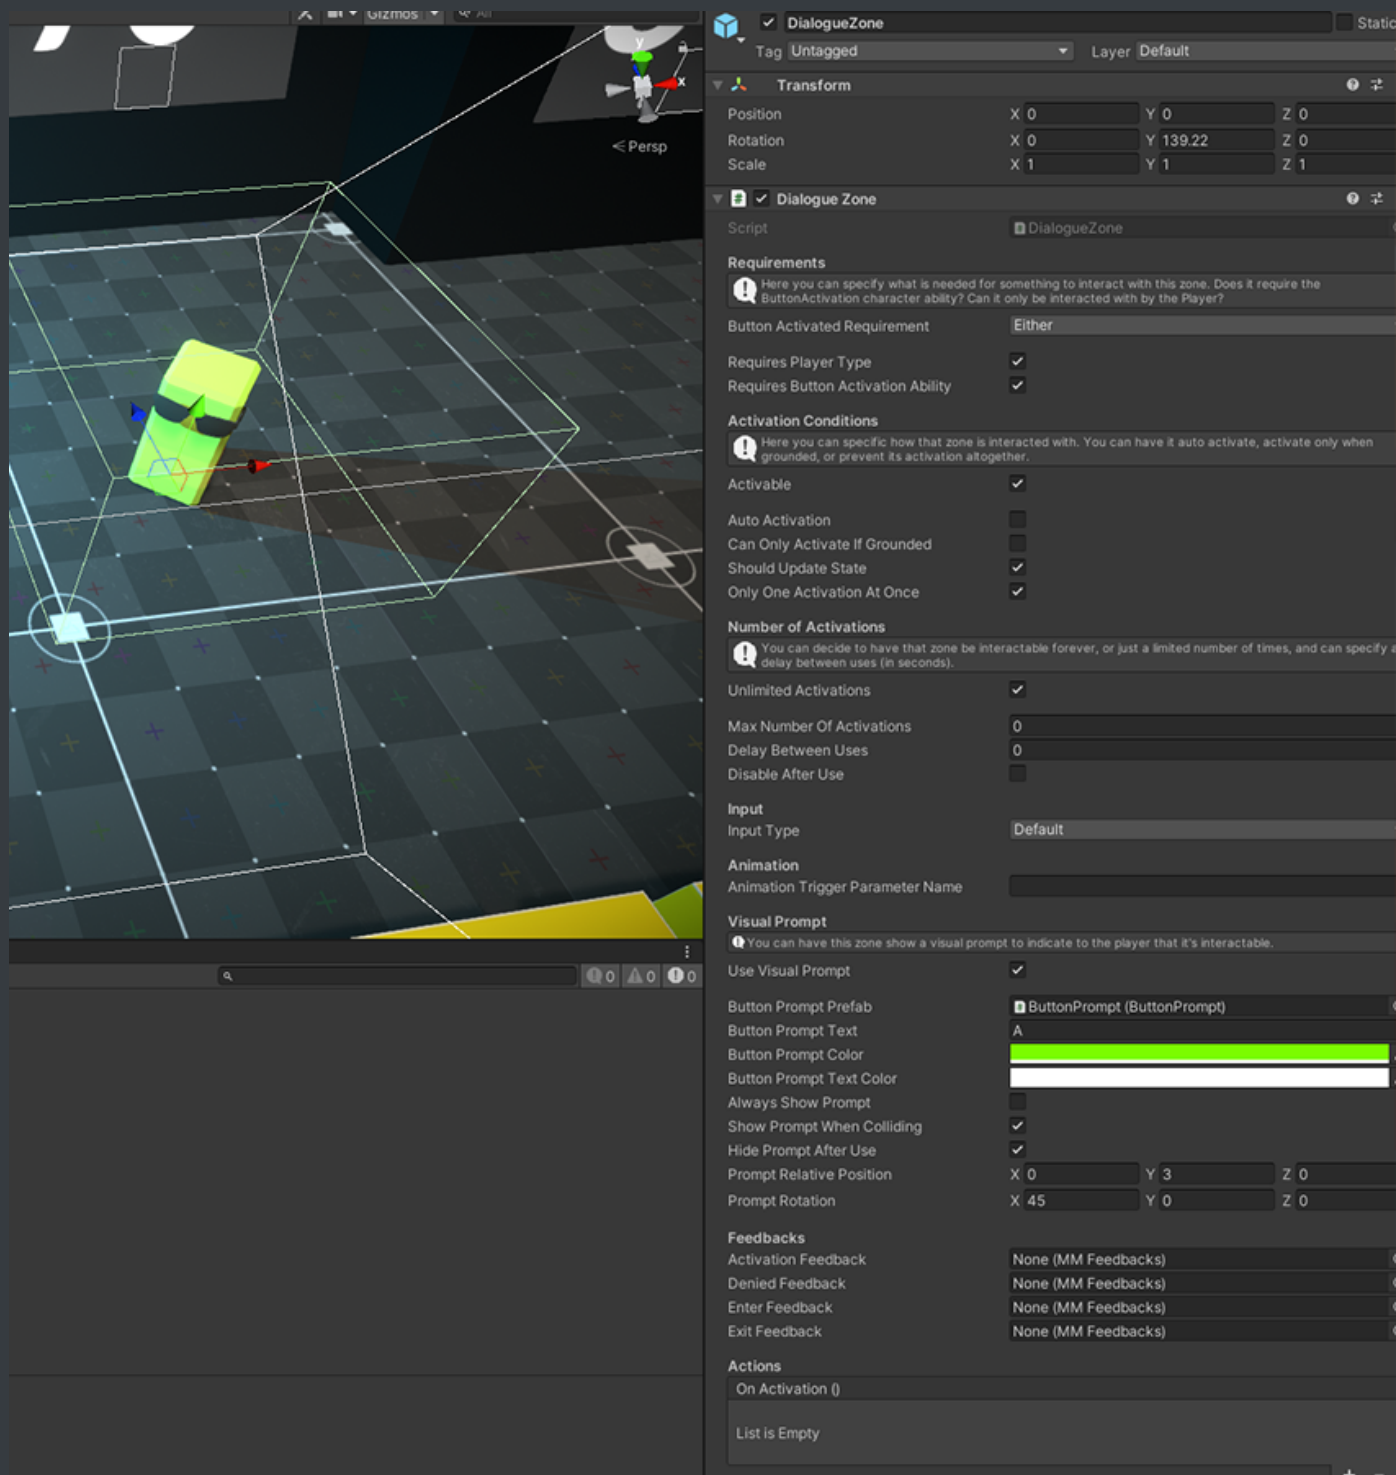 Gizmos
All
y
x
Persp
0
0
0
DialogueZone
Static
Tag Untagged
Layer Default
Transform
Position X 0 Y 0 Z 0
Rotation X 0 Y 139.22 Z 0
Scale X 1 Y 1 Z 1
Dialogue Zone
Script DialogueZone
Requirements
Here you can specify what is needed for something to interact with this zone. Does it require the
ButtonActivation character ability? Can it only be interacted with by the Player?
Button Activated Requirement Either
Requires Player Type
Requires Button Activation Ability
Activation Conditions
Here you can specific how that zone is interacted with. You can have it auto activate, activate only when
grounded, or prevent its activation altogether.
Activable
Auto Activation
Can Only Activate If Grounded
Should Update State
Only One Activation At Once
Number of Activations
You can decide to have that zone be interactable forever, or just a limited number of times, and can specify a
delay between uses (in seconds).
Unlimited Activations
Max Number Of Activations 0
Delay Between Uses 0
Disable After Use
Input
Input Type Default
Animation
Animation Trigger Parameter Name
Visual Prompt
You can have this zone show a visual prompt to indicate to the player that it's interactable.
Use Visual Prompt
Button Prompt Prefab ButtonPrompt (ButtonPrompt)
Button Prompt Text A
Button Prompt Color
Button Prompt Text Color
Always Show Prompt
Show Prompt When Colliding
Hide Prompt After Use
Prompt Relative Position X 0 Y 3 Z 0
Prompt Rotation X 45 Y 0 Z 0
Feedbacks
Activation Feedback None (MM Feedbacks)
Denied Feedback None (MM Feedbacks)
Enter Feedback None (MM Feedbacks)
Exit Feedback None (MM Feedbacks)
Actions
On Activation ()
List is Empty